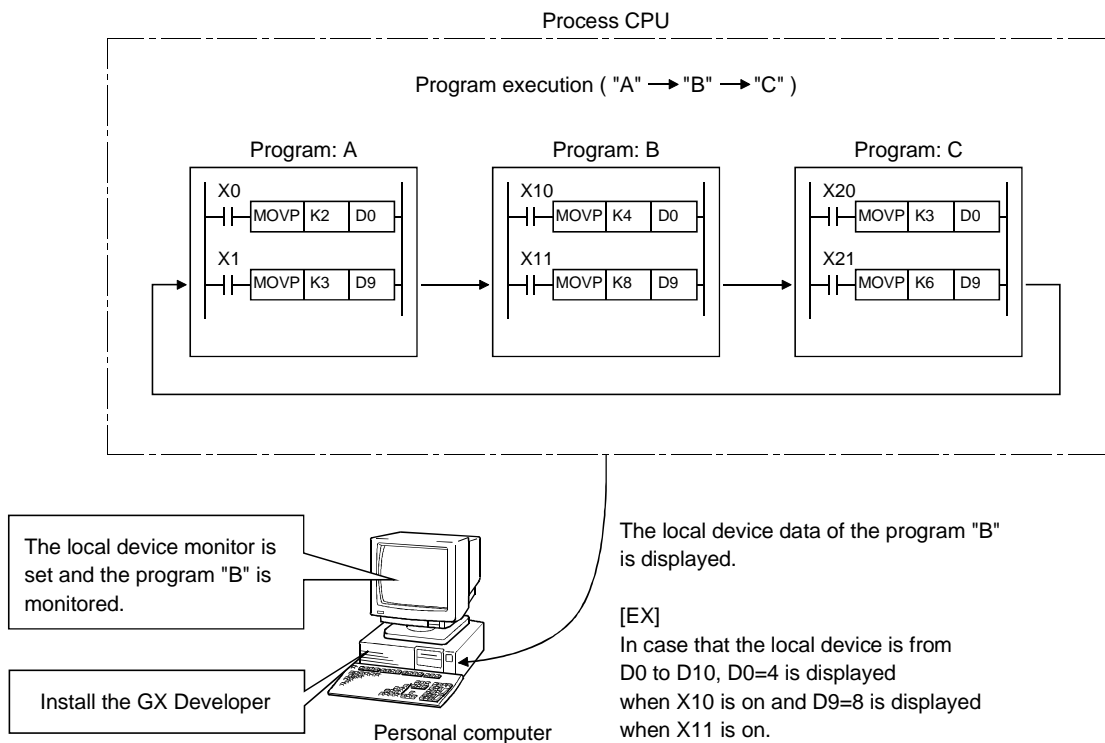 Process CPU
Program execution ( "A" → "B" → "C" )
Program: A
X0
MOVP K2 D0
X1
MOVP K3 D9
Program: B
X10
MOVP K4 D0
X11
MOVP K8 D9
Program: C
X20
MOVP K3 D0
X21
MOVP K6 D9
The local device monitor is
set and the program "B" is
monitored.
Install the GX Developer
Personal computer
The local device data of the program "B"
is displayed.
[EX]
In case that the local device is from
D0 to D10, D0=4 is displayed
when X10 is on and D9=8 is displayed
when X11 is on.